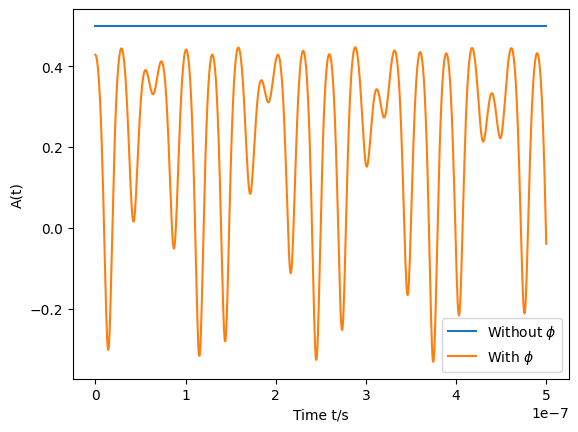 0.4
0.2
0.0
−0.2
A(t)
0
1
2
3
4
5
1e−7
Time t/s
Without ϕ
With ϕ